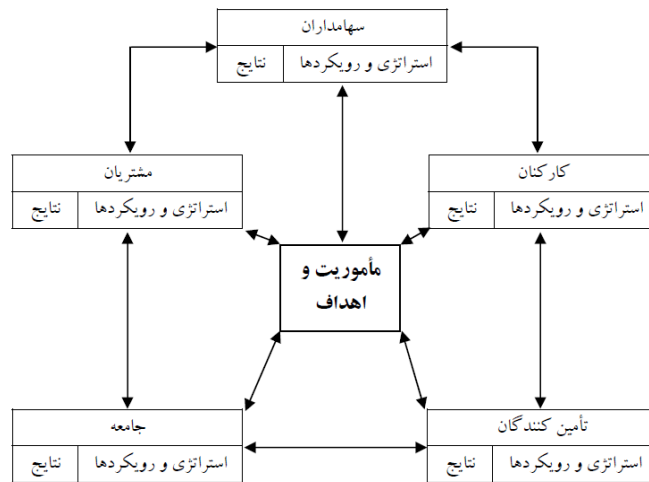 سهامداران
استراتژی و رویکردها نتایج
کارکنان
استراتژی و رویکردها نتایج
مشتریان
استراتژی و رویکردها نتایج
مأموریت و
اهداف
تأمین کنندگان
استراتژی و رویکردها نتایج
جامعه
استراتژی و رویکردها نتایج